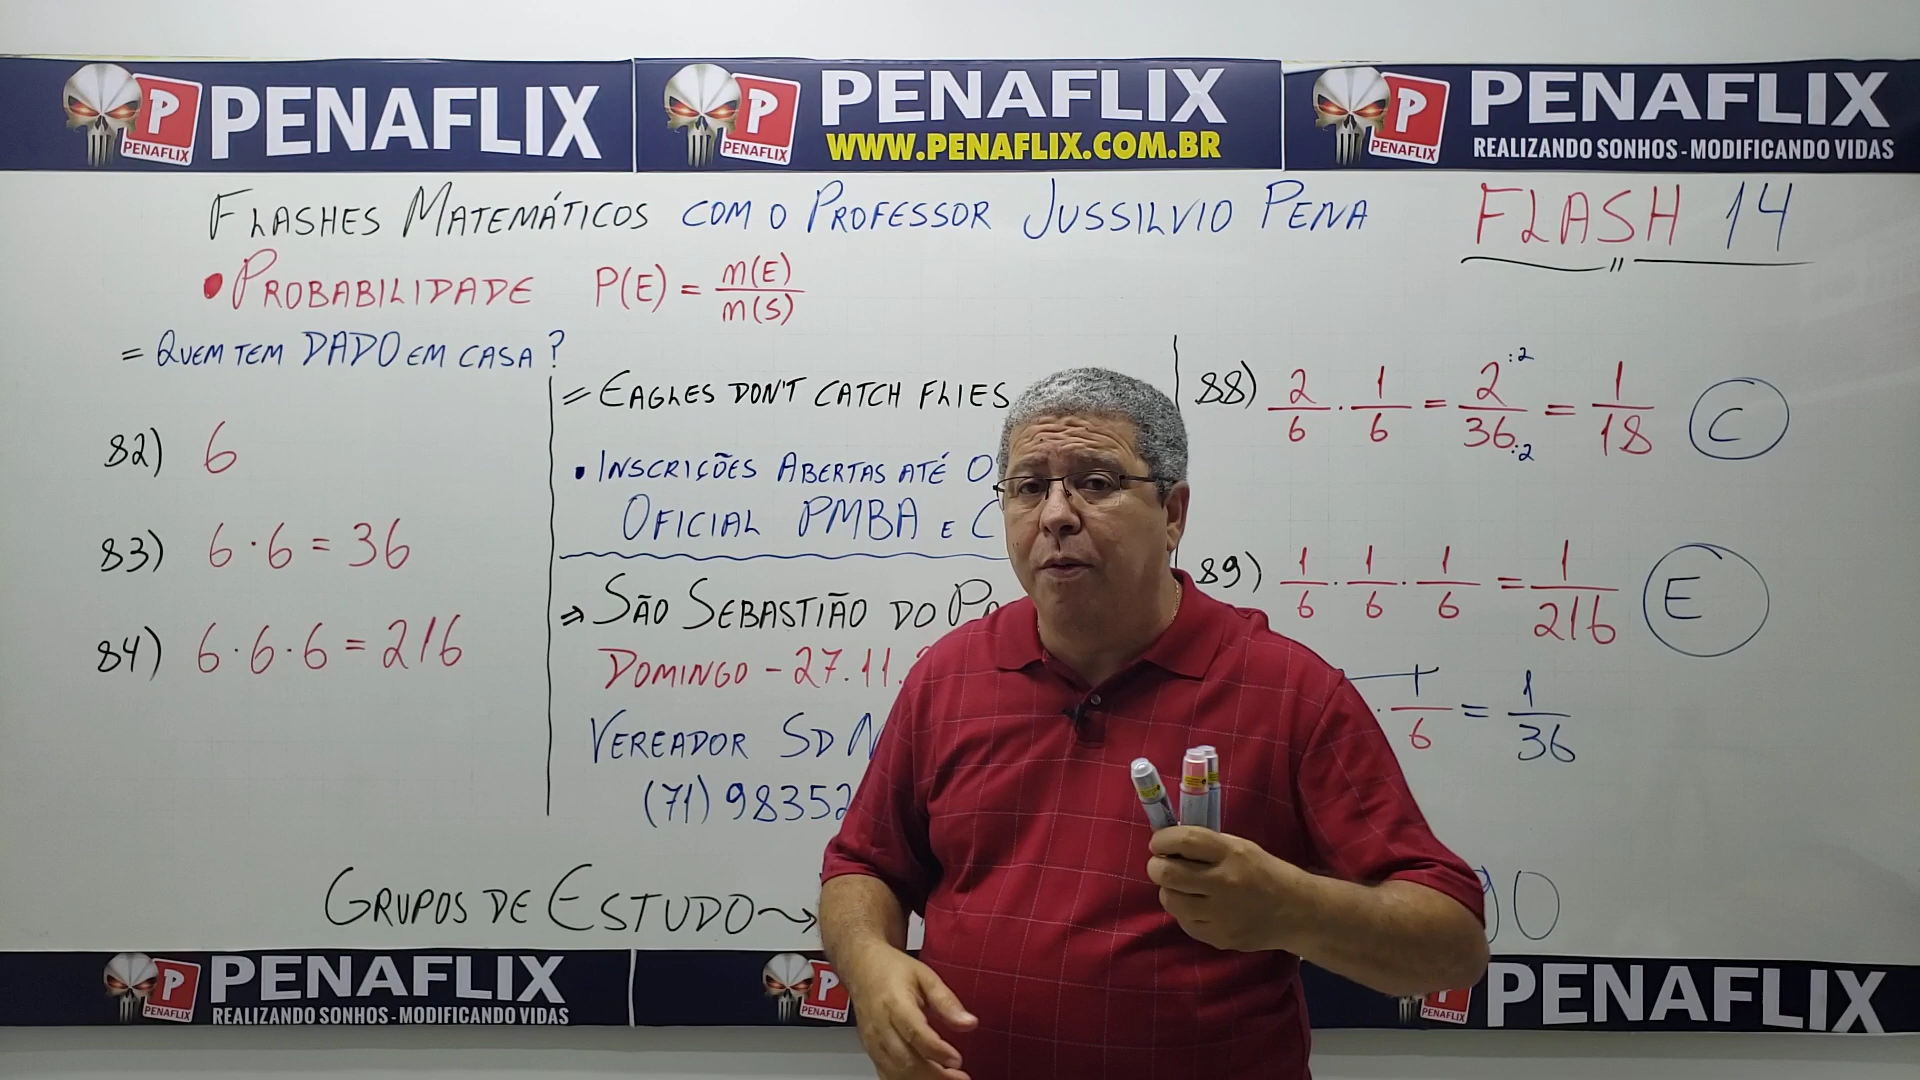 P PENAFLIX PENAFLIX
P PENAFLIX PENAFLIX
WWW.PENAFLIX.COM.BR
P PENAFLIX PENAFLIX
REALIZANDO SONHOS - MODIFICANDO VIDAS
FLASHES MATEMÁTICOS COM O PROFESSOR JUSSILVIO PENA
FLASH 14
• PROBABILIDADE P(E) = n(E)/n(S)
= QUEM TEM DADO EM CASA ?
82) 6
83) 6 · 6 = 36
84) 6 · 6 · 6 = 216
= EAGLES DON'T CATCH FLIES
• INSCRIÇÕES ABERTAS ATÉ
OFICIAL PMBA E
⇒ SÃO SEBASTIÃO DO
DOMINGO - 27.11.
VEREADOR SD
(71) 98352
88) 2/6 · 1/6 = 2:2/36:2 = 1/18 C
89) 1/6 · 1/6 · 1/6 = 1/216 E
· 1/6 = 1/36
GRUPOS DE ESTUDO
P PENAFLIX PENAFLIX
REALIZANDO SONHOS - MODIFICANDO VIDAS
P PENAFLIX
PENAFLIX PENAFLIX